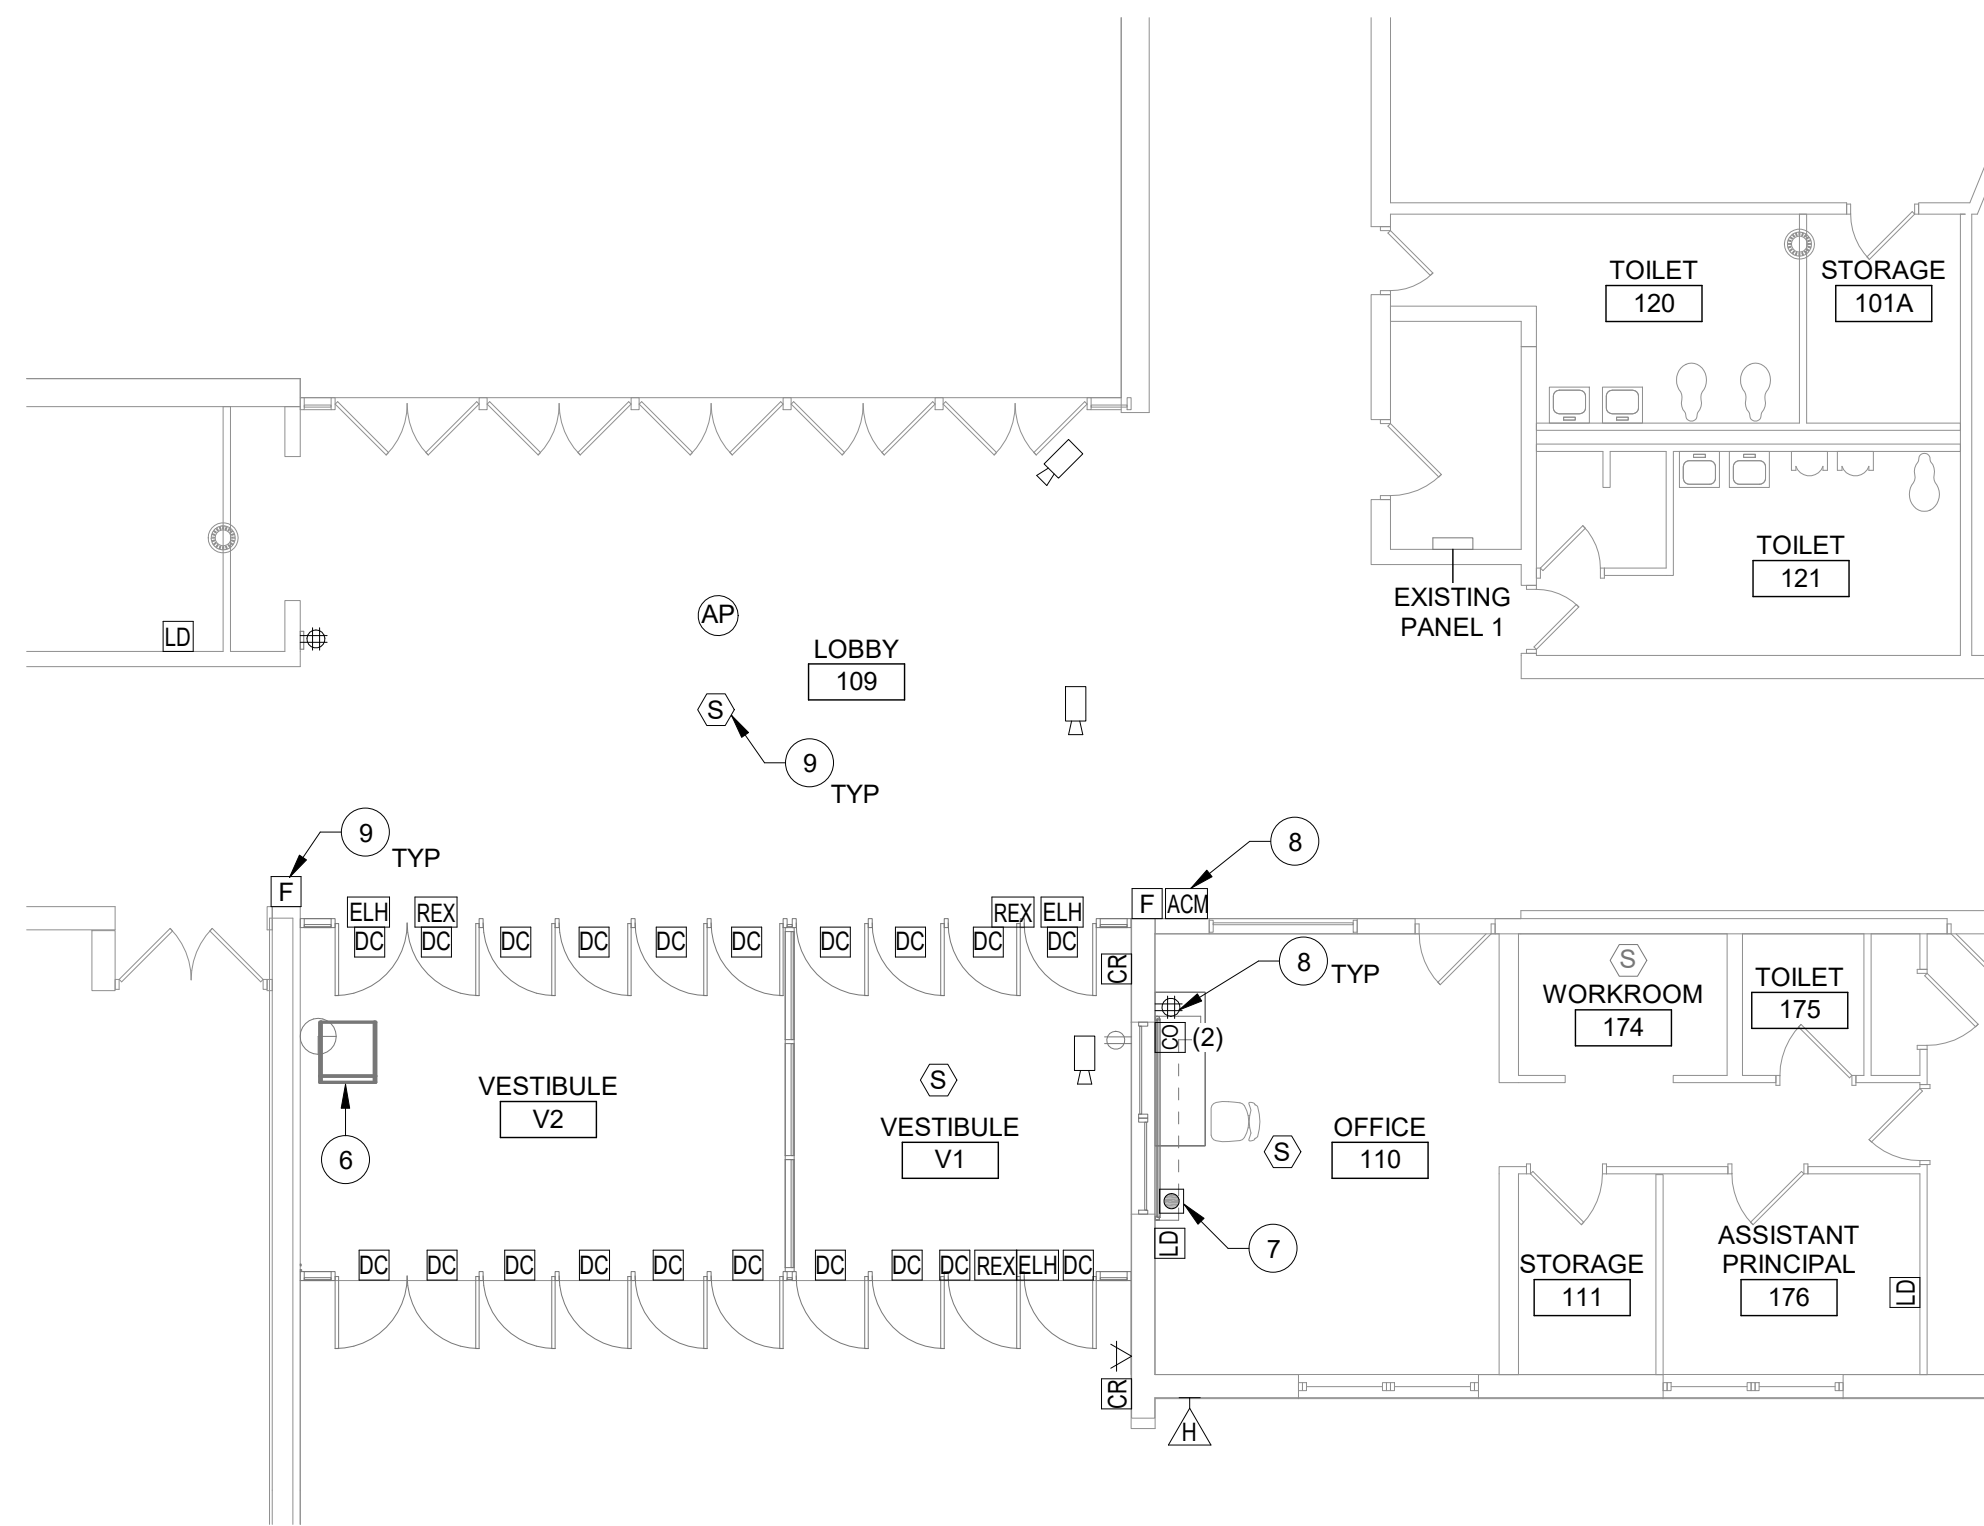 TOILET
120
STORAGE
101A
TOILET
121
EXISTING
PANEL 1
LD
AP
LOBBY
109
S
9
TYP
9
TYP
8
F
F
ACM
ELH
REX
REX
ELH
DC
DC
DC
DC
DC
DC
DC
DC
DC
DC
CR
8
TYP
S
WORKROOM
174
TOILET
175
CO
(2)
VESTIBULE
V2
S
VESTIBULE
V1
6
S
OFFICE
110
7
LD
STORAGE
111
ASSISTANT
PRINCIPAL
176
LD
DC
DC
DC
DC
DC
DC
DC
DC
DC
REX
ELH
DC
CR
H